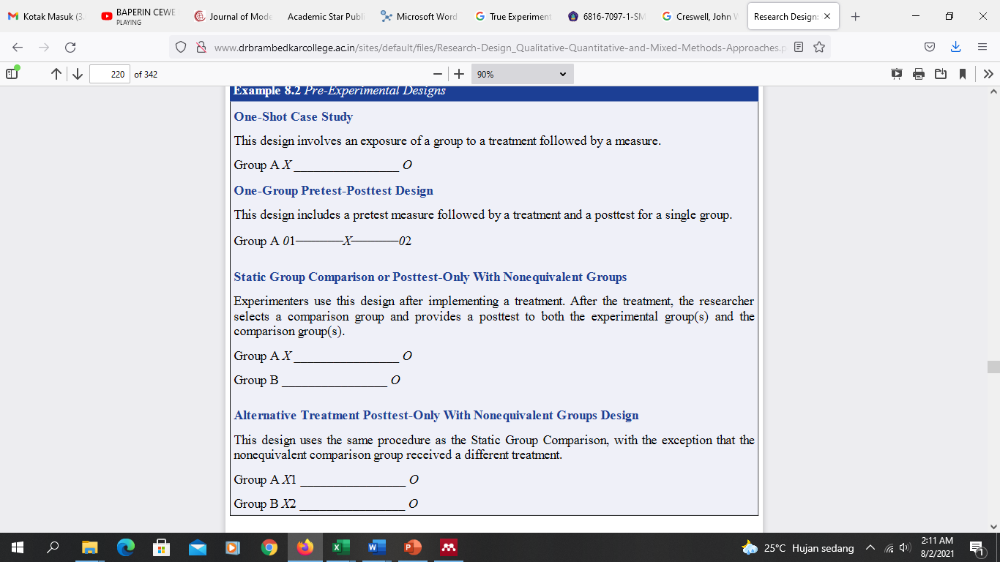 Kotak Masuk (3.
BAPERIN CEWE
PLAYING
Journal of Mode
Academic Star Publi
Microsoft Word
True Experiment
6816-7097-1-SM
Creswell, John W
Research Design:
www.drbrambedkarcollege.ac.in/sites/default/files/Research-Design_Qualitative-Quantitative-and-Mixed-Methods-Approaches.p
220 of 342
90%
Example 8.2 Pre-Experimental Designs
One-Shot Case Study
This design involves an exposure of a group to a treatment followed by a measure.
Group A X ________________ O
One-Group Pretest-Posttest Design
This design includes a pretest measure followed by a treatment and a posttest for a single group.
Group A 01————X————02
Static Group Comparison or Posttest-Only With Nonequivalent Groups
Experimenters use this design after implementing a treatment. After the treatment, the researcher
selects a comparison group and provides a posttest to both the experimental group(s) and the
comparison group(s).
Group A X ________________ O
Group B ________________ O
Alternative Treatment Posttest-Only With Nonequivalent Groups Design
This design uses the same procedure as the Static Group Comparison, with the exception that the
nonequivalent comparison group received a different treatment.
Group A X1 ________________ O
Group B X2 ________________ O
25°C Hujan sedang
2:11 AM
8/2/2021
1